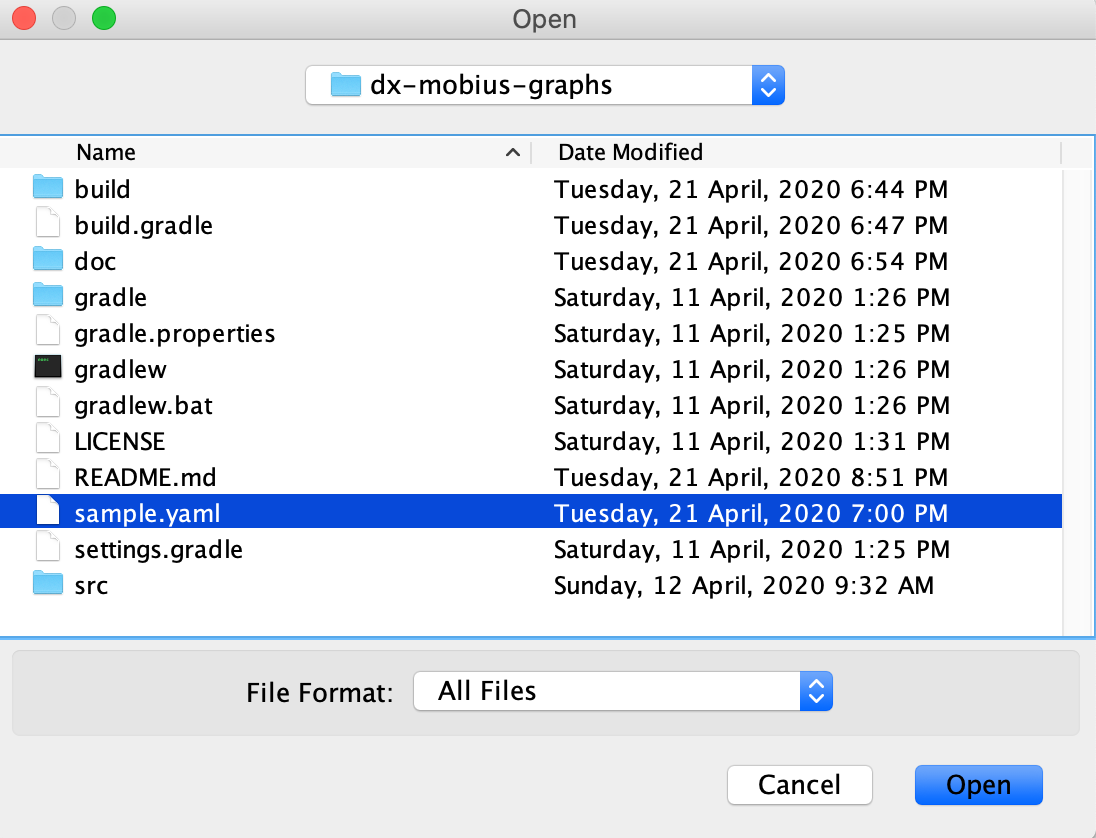 Open
dx-mobius-graphs
Name Date Modified
build Tuesday, 21 April, 2020 6:44 PM
build.gradle Tuesday, 21 April, 2020 6:47 PM
doc Tuesday, 21 April, 2020 6:54 PM
gradle Saturday, 11 April, 2020 1:26 PM
gradle.properties Saturday, 11 April, 2020 1:25 PM
gradlew Saturday, 11 April, 2020 1:26 PM
gradlew.bat Saturday, 11 April, 2020 1:26 PM
LICENSE Saturday, 11 April, 2020 1:31 PM
README.md Tuesday, 21 April, 2020 8:51 PM
sample.yaml Tuesday, 21 April, 2020 7:00 PM
settings.gradle Saturday, 11 April, 2020 1:25 PM
src Sunday, 12 April, 2020 9:32 AM
File Format: All Files
Cancel Open